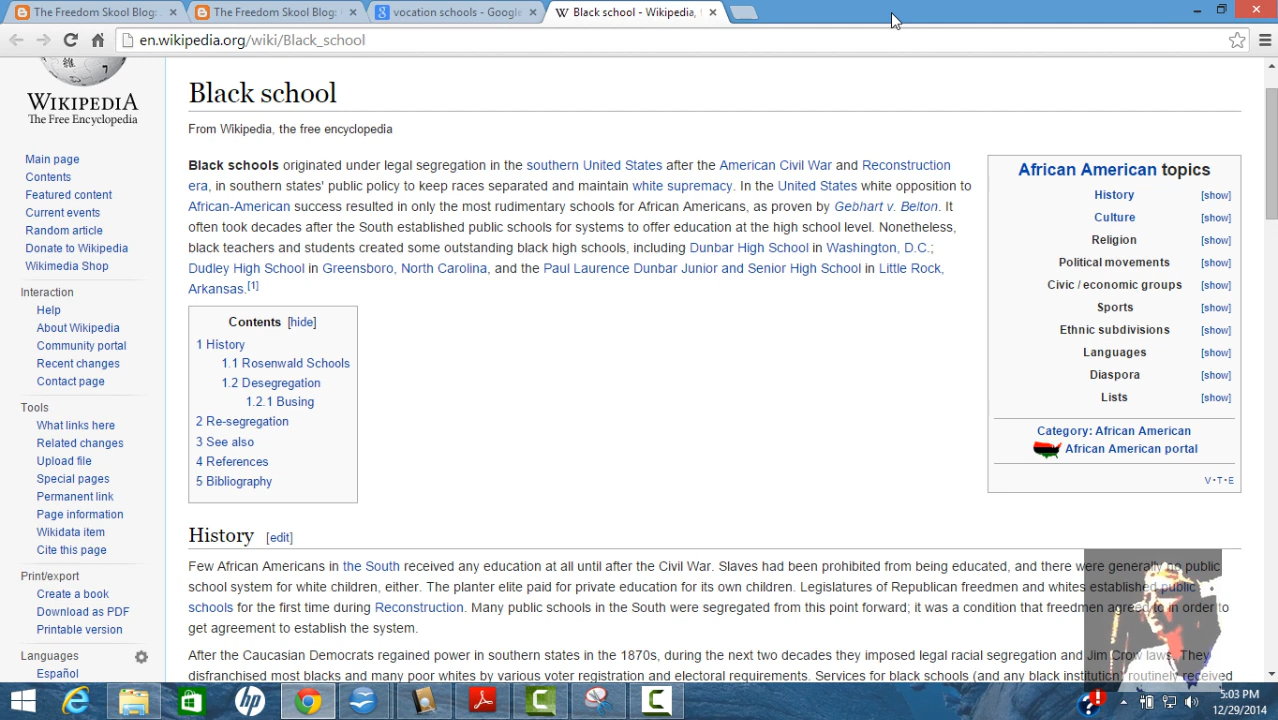 The Freedom Skool Blog:
The Freedom Skool Blog:
vocation schools - Google
Black school - Wikipedia,
en.wikipedia.org/wiki/Black_school
WIKIPEDIA
The Free Encyclopedia
Main page
Contents
Featured content
Current events
Random article
Donate to Wikipedia
Wikimedia Shop
Interaction
Help
About Wikipedia
Community portal
Recent changes
Contact page
Tools
What links here
Related changes
Upload file
Special pages
Permanent link
Page information
Wikidata item
Cite this page
Print/export
Create a book
Download as PDF
Printable version
Languages
Español
Black school
From Wikipedia, the free encyclopedia
Black schools originated under legal segregation in the southern United States after the American Civil War and Reconstruction
era, in southern states' public policy to keep races separated and maintain white supremacy. In the United States white opposition to
African-American success resulted in only the most rudimentary schools for African Americans, as proven by Gebhart v. Belton. It
often took decades after the South established public schools for systems to offer education at the high school level. Nonetheless,
black teachers and students created some outstanding black high schools, including Dunbar High School in Washington, D.C.;
Dudley High School in Greensboro, North Carolina, and the Paul Laurence Dunbar Junior and Senior High School in Little Rock,
Arkansas.[1]
Contents [hide]
1 History
1.1 Rosenwald Schools
1.2 Desegregation
1.2.1 Busing
2 Re-segregation
3 See also
4 References
5 Bibliography
African American topics
History [show]
Culture [show]
Religion [show]
Political movements [show]
Civic / economic groups [show]
Sports [show]
Ethnic subdivisions [show]
Languages [show]
Diaspora [show]
Lists [show]
Category: African American
African American portal
V·T·E
History [edit]
Few African Americans in the South received any education at all until after the Civil War. Slaves had been prohibited from being educated, and there were generally no public
school system for white children, either. The planter elite paid for private education for its own children. Legislatures of Republican freedmen and whites established public
schools for the first time during Reconstruction. Many public schools in the South were segregated from this point forward; it was a condition that freedmen agreed to in order to
get agreement to establish the system.
After the Caucasian Democrats regained power in southern states in the 1870s, during the next two decades they imposed legal racial segregation and Jim Crow laws. They
disfranchised most blacks and many poor whites by various voter registration and electoral requirements. Services for black schools (and any black institution) routinely received
5:03 PM
12/29/2014